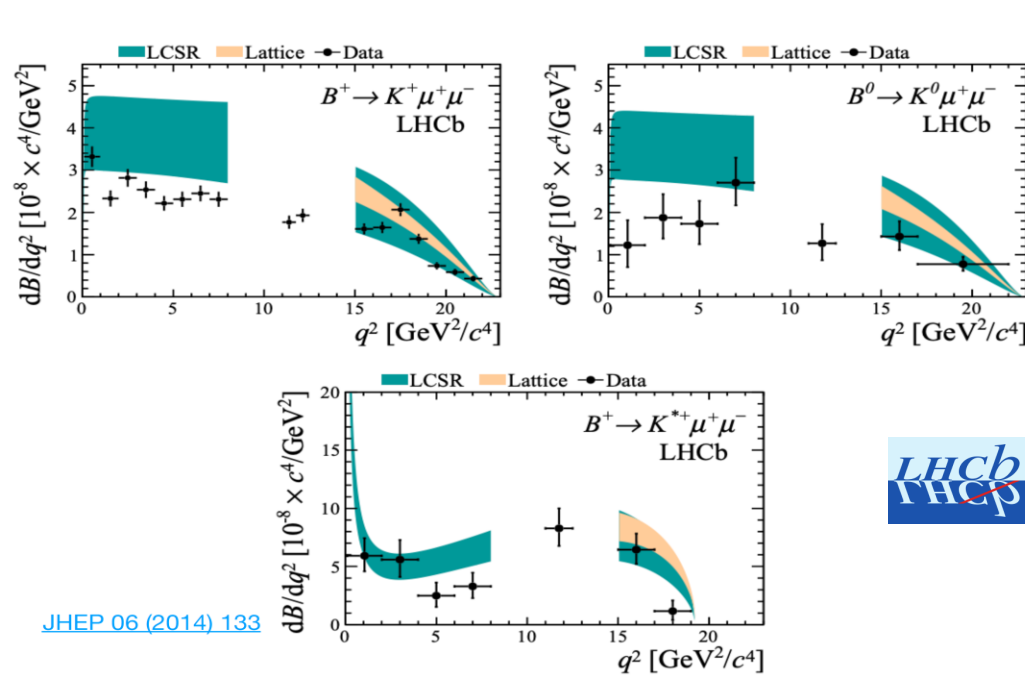 LCSR Lattice Data
dB/dq² [10⁻⁸ × c⁴/GeV²]
B⁺ → K⁺μ⁺μ⁻
LHCb
5
4
3
2
1
0
0 5 10 15 20
q² [GeV²/c⁴]
LCSR Lattice Data
dB/dq² [10⁻⁸ × c⁴/GeV²]
B⁰ → K⁰μ⁺μ⁻
LHCb
5
4
3
2
1
0
0 5 10 15 20
q² [GeV²/c⁴]
LCSR Lattice Data
dB/dq² [10⁻⁸ × c⁴/GeV²]
B⁺ → K*⁺μ⁺μ⁻
LHCb
20
15
10
5
0
0 5 10 15 20
q² [GeV²/c⁴]
LHCb
LHCb
JHEP 06 (2014) 133